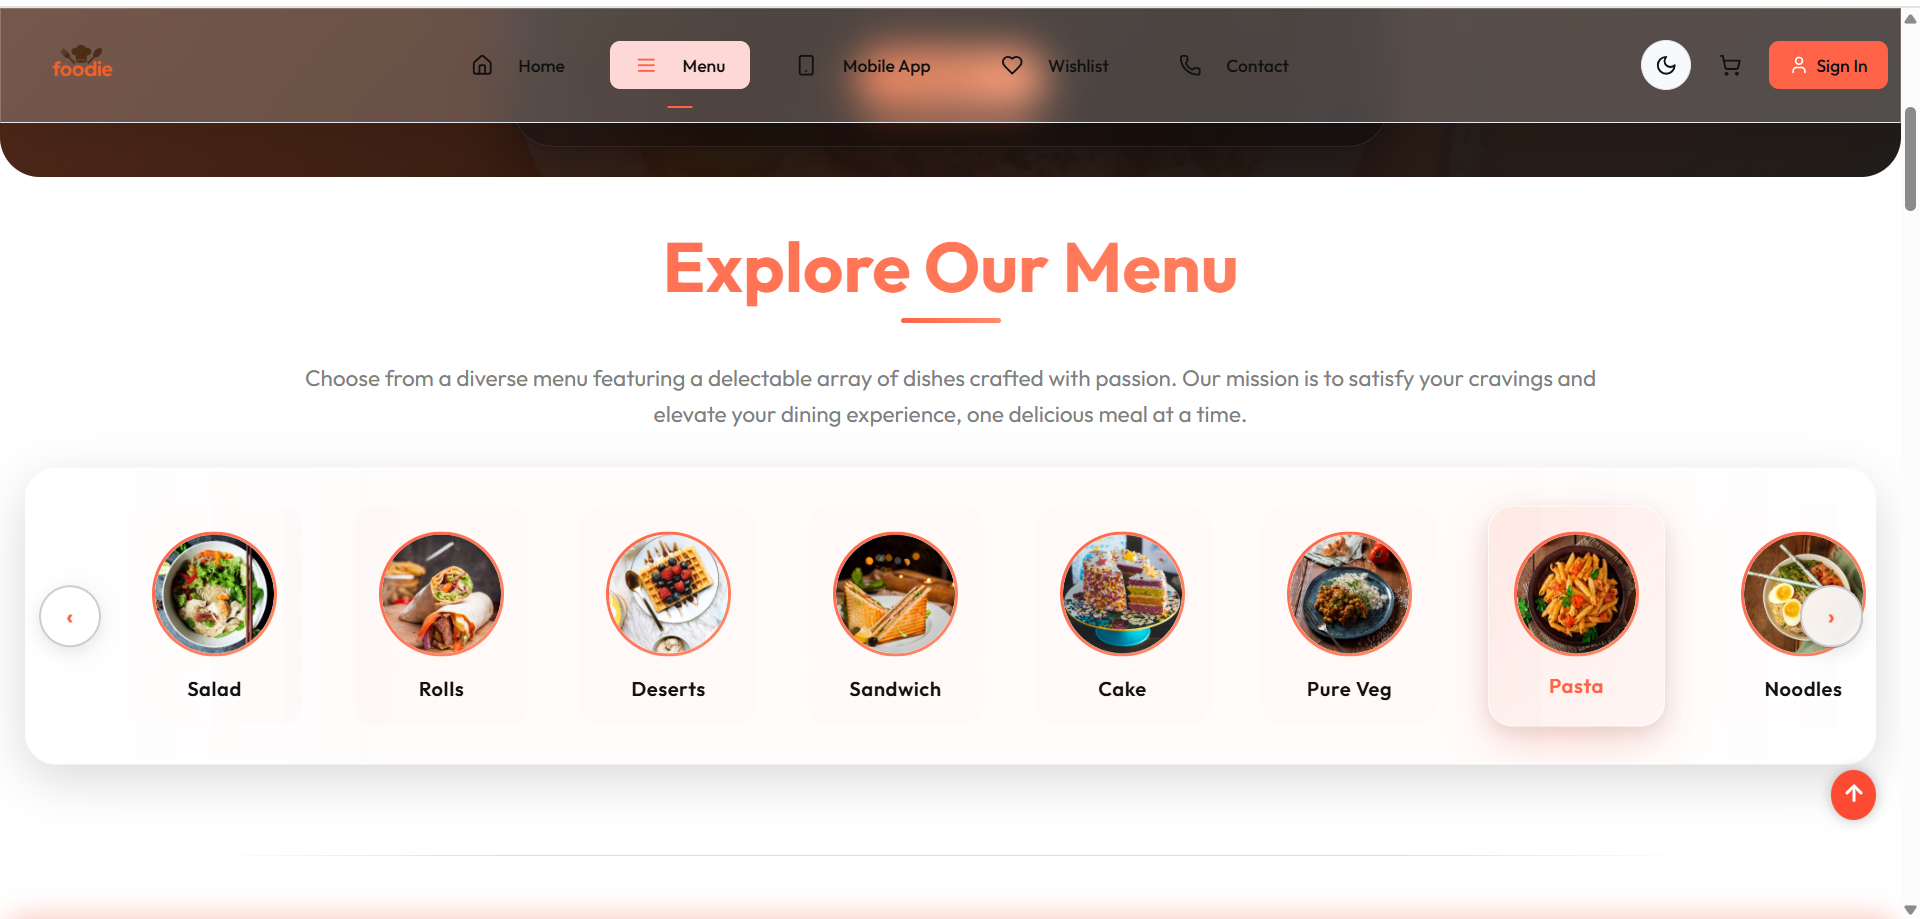 foodie
Home
Menu
Mobile App
Wishlist
Contact
Sign In
Explore Our Menu
Choose from a diverse menu featuring a delectable array of dishes crafted with passion. Our mission is to satisfy your cravings and
elevate your dining experience, one delicious meal at a time.
‹
›
Salad
Rolls
Deserts
Sandwich
Cake
Pure Veg
Pasta
Noodles